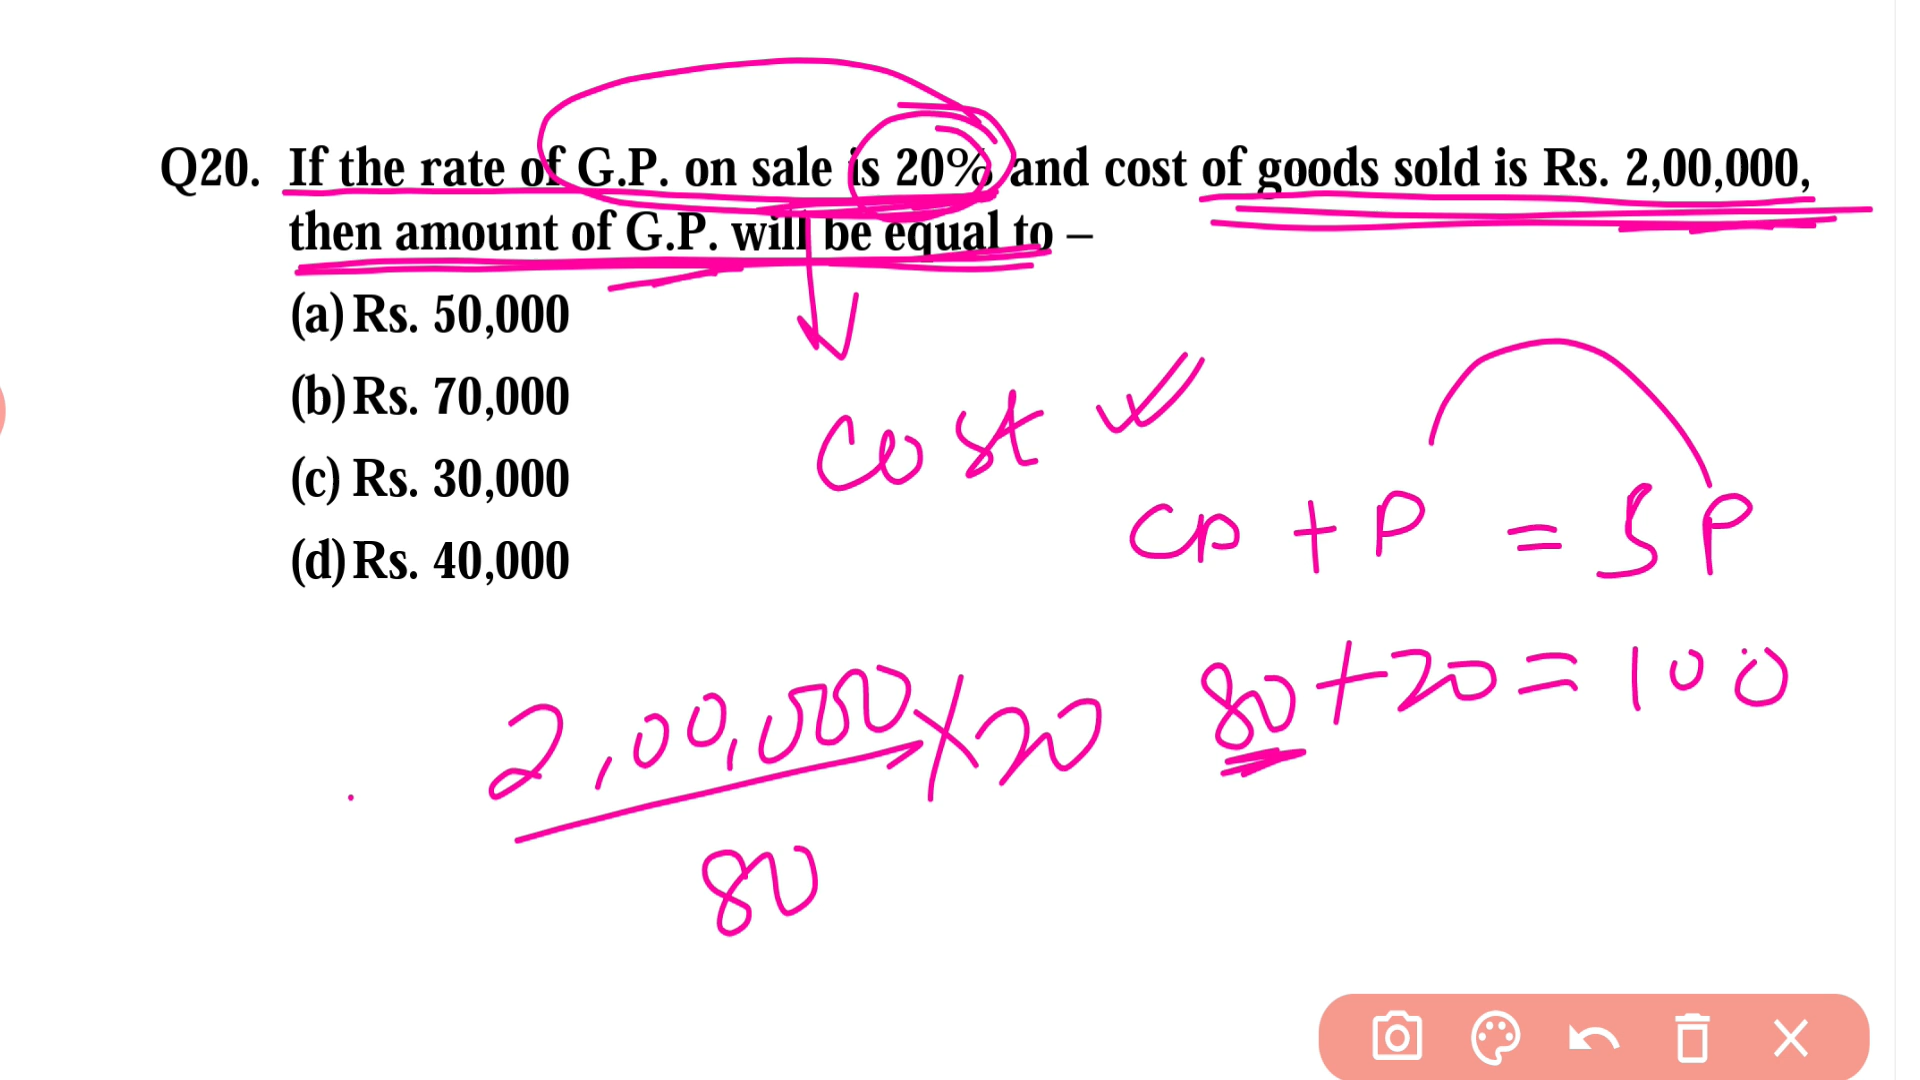 Q20. If the rate of G.P. on sale is 20% and cost of goods sold is Rs. 2,00,000,
then amount of G.P. will be equal to –
(a) Rs. 50,000
(b) Rs. 70,000
(c) Rs. 30,000
(d) Rs. 40,000
Cost
CP + P = SP
80 + 20 = 100
2,00,000 × 20
80